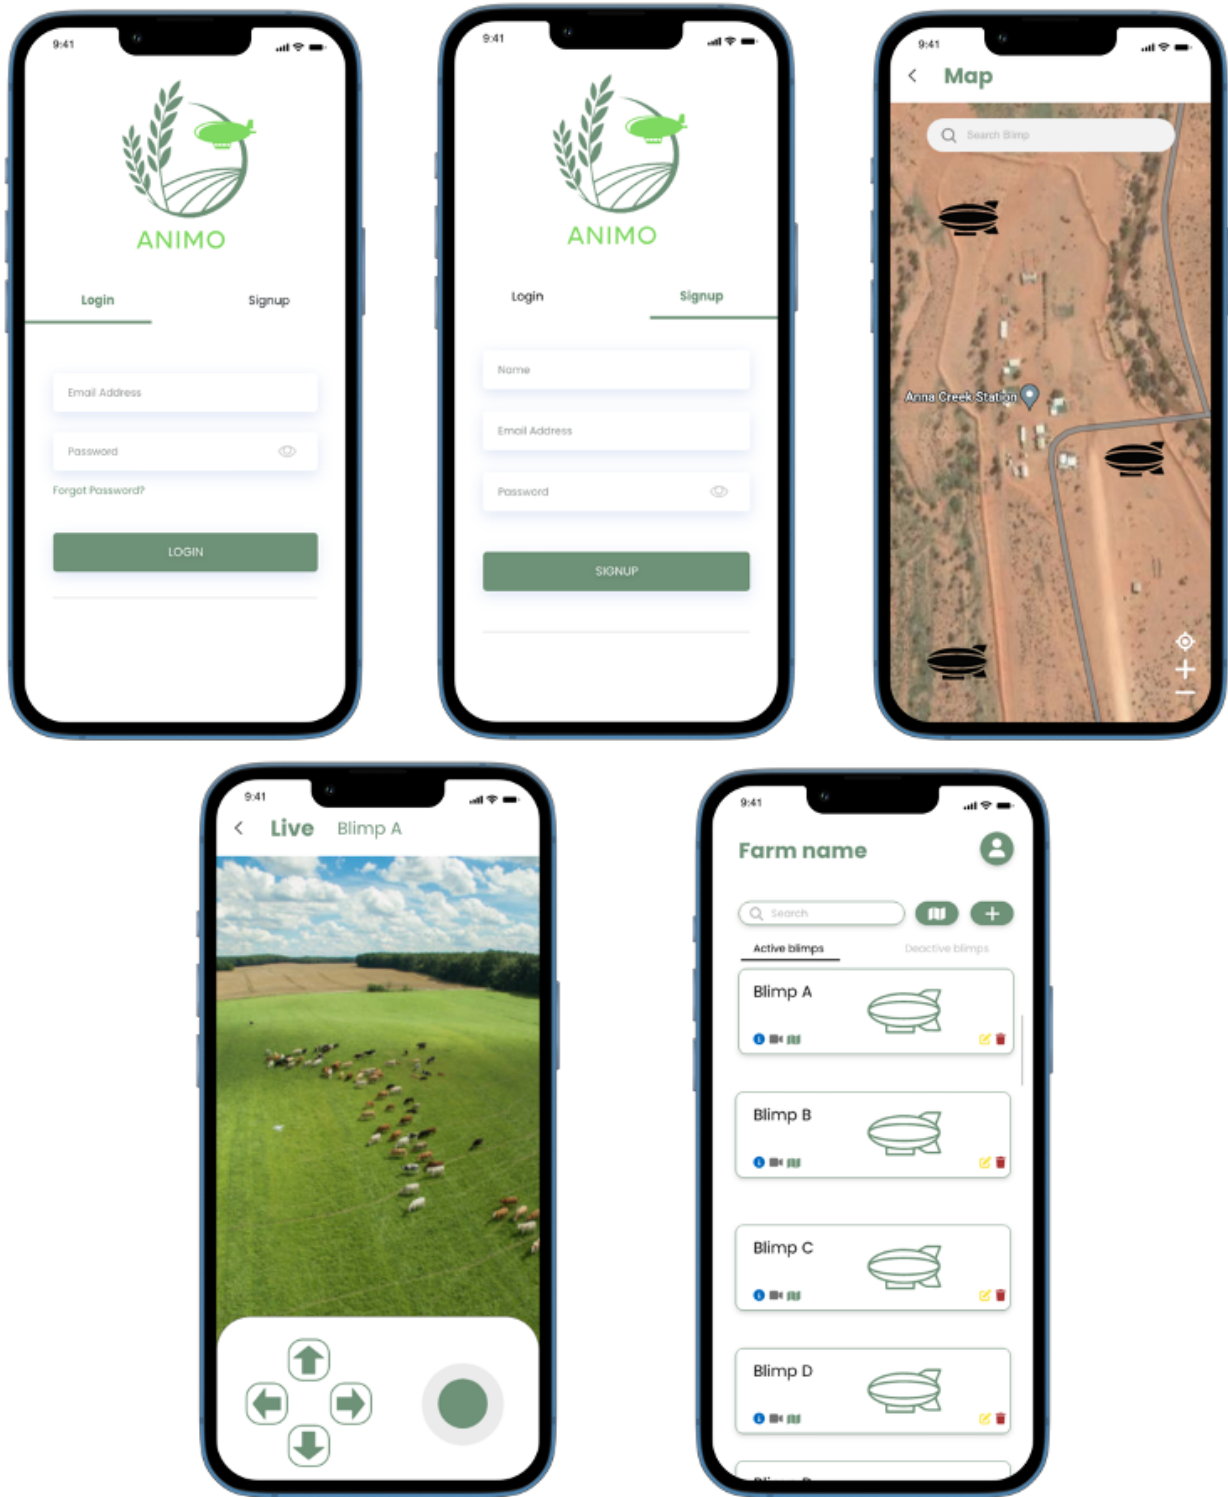 9:41
ANIMO
Login Signup
Email Address
Password
Forgot Password?
LOGIN
9:41
ANIMO
Login Signup
Name
Email Address
Password
SIGNUP
9:41
Map
Search Blimp
Anna Creek Station
9:41
Live Blimp A
9:41
Farm name
Search
Active blimps Deactive blimps
Blimp A
Blimp B
Blimp C
Blimp D